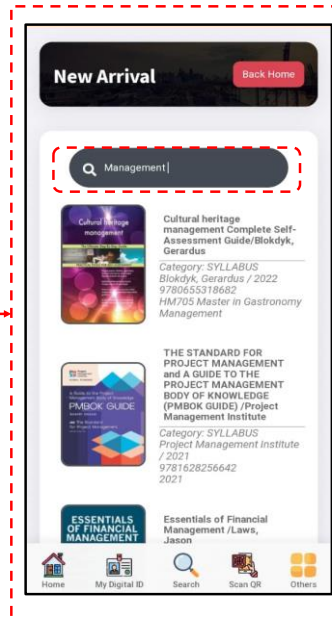 New Arrival
Back Home
Management
Cultural heritage
management
Cultural heritage
management Complete Self-
Assessment Guide/Blokdyk,
Gerardus
Category: SYLLABUS
Blokdyk, Gerardus / 2022
9780655318682
HM705 Master in Gastronomy
Management
PMBOK GUIDE
THE STANDARD FOR
PROJECT MANAGEMENT
and A GUIDE TO THE
PROJECT MANAGEMENT
BODY OF KNOWLEDGE
(PMBOK GUIDE) /Project
Management Institute
Category: SYLLABUS
Project Management Institute
/ 2021
9781628256642
2021
ESSENTIALS
OF FINANCIAL
MANAGEMENT
Essentials of Financial
Management /Laws,
Jason
Home
My Digital ID
Search
Scan QR
Others